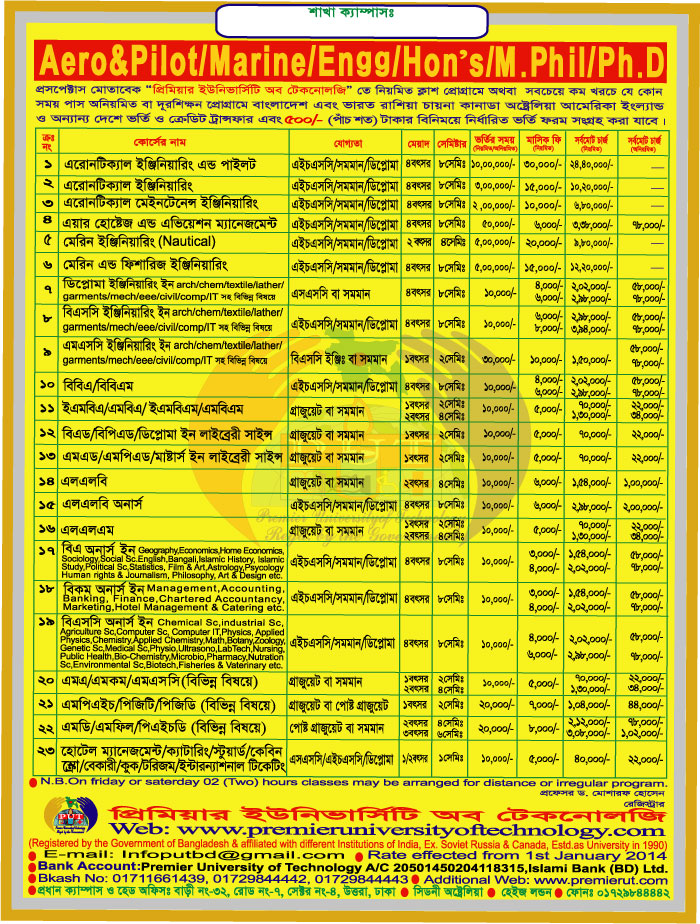 শাখা ক্যাম্পাসঃ
Aero&Pilot/Marine/Engg/Hon's/M.Phil/Ph.D
প্রসপেক্টাস মোতাবেক "প্রিমিয়ার ইউনিভার্সিটি অব টেকনোলজি" তে নিয়মিত ক্লাশ প্রোগ্রামে অথবা সবচেয়ে কম খরচে যে কোন
সময় পাস অনিয়মিত বা দূরশিক্ষন প্রোগ্রামে বাংলাদেশ এবং ভারত রাশিয়া চায়না কানাডা অষ্ট্রেলিয়া আমেরিকা ইংল্যান্ড
ও অন্যান্য দেশে ভর্তি ও ক্রেডিট ট্রান্সফার এবং ৫০০/- (পাঁচ শত) টাকার বিনিময়ে নির্ধারিত ভর্তি ফরম সংগ্রহ করা যাবে।
ক্রঃ নং কোর্সের নাম যোগ্যতা মেয়াদ সেমিষ্টার ভর্তির সময় (নিয়মিত/অনিয়মিত) মাসিক ফি (নিয়মিত) সর্বমোট চার্জ (নিয়মিত) সর্বমোট চার্জ (অনিয়মিত)
১ এরোনটিক্যাল ইঞ্জিনিয়ারিং এন্ড পাইলট এইচএসসি/সমমান/ডিপ্লোমা ৪বৎসর ৮সেমিঃ ১০,০০,০০০/- ৩০,০০০/- ২৪,৪০,০০০/- —
২ এরোনটিক্যাল ইঞ্জিনিয়ারিং এইচএসসি/সমমান/ডিপ্লোমা ৪বৎসর ৮সেমিঃ ৩,০০,০০০/- ১৫,০০০/- ১০,২০,০০০/- —
৩ এরোনটিক্যাল মেইনটেনেন্স ইঞ্জিনিয়ারিং এইচএসসি/সমমান/ডিপ্লোমা ৪বৎসর ৮সেমিঃ ২,০০,০০০/- ১০,০০০/- ৬,৮০,০০০/- —
৪ এয়ার হোষ্টেজ এন্ড এভিয়েশন ম্যানেজমেন্ট এইচএসসি/সমমান/ডিপ্লোমা ৪বৎসর ৮সেমিঃ ৫০,০০০/- ৬,০০০/- ৩,৩৮,০০০/- ৭৮,০০০/-
৫ মেরিন ইঞ্জিনিয়ারিং (Nautical) এইচএসসি/সমমান/ডিপ্লোমা ২ বৎসর ৪সেমিঃ ৫,০০,০০০/- ২০,০০০/- ৯,৮০,০০০/- —
৬ মেরিন এন্ড ফিশারিজ ইঞ্জিনিয়ারিং এইচএসসি/সমমান/ডিপ্লোমা ৪বৎসর ৮সেমিঃ ৫,০০,০০০/- ১৫,০০০/- ১২,২০,০০০/- —
৭ ডিপ্লোমা ইঞ্জিনিয়ারিং ইন arch/chem/textile/lather/ ৪,০০০/- ২,০২,০০০/- ৫৮,০০০/-
garments/mech/eee/civil/comp/IT সহ বিভিন্ন বিষয়ে এসএসসি বা সমমান ৪বৎসর ৮সেমিঃ ১০,০০০/- ৬,০০০/- ২,৯৮,০০০/- ৭৮,০০০/-
৮ বিএসসি ইঞ্জিনিয়ারিং ইন arch/chem/textile/lather/ ৬,০০০/- ২,৯৮,০০০/- ৫৮,০০০/-
garments/mech/eee/civil/comp/IT সহ বিভিন্ন বিষয়ে এইচএসসি/সমমান/ডিপ্লোমা ৪বৎসর ৮সেমিঃ ১০,০০০/- ৮,০০০/- ৩,৯৪,০০০/- ৭৮,০০০/-
৯ এমএসসি ইঞ্জিনিয়ারিং ইন arch/chem/textile/lather/ ৫৮,০০০/-
garments/mech/eee/civil/comp/IT সহ বিভিন্ন বিষয়ে বিএসসি ইঞ্জিঃ বা সমমান ১বৎসর ২সেমিঃ ৩০,০০০/- ১০,০০০/- ১,৫০,০০০/- ৭৮,০০০/-
১০ বিবিএ/বিবিএম এইচএসসি/সমমান/ডিপ্লোমা ৪বৎসর ৮সেমিঃ ১০,০০০/- ৪,০০০/- ২,০২,০০০/- ৫৮,০০০/-
৬,০০০/- ২,৯৮,০০০/- ৭৮,০০০/-
১১ ইএমবিএ/এমবিএ/ ইএমবিএম/এমবিএম গ্রাজুয়েট বা সমমান ১বৎসর ২সেমিঃ ১০,০০০/- ৫,০০০/- ৭০,০০০/- ২২,০০০/-
২বৎসর ৪সেমিঃ ১,৩০,০০০/- ৩৪,০০০/-
১২ বিএড/বিপিএড/ডিপ্লোমা ইন লাইব্রেরী সাইন্স গ্রাজুয়েট বা সমমান ১বৎসর ২সেমিঃ ১০,০০০/- ৫,০০০/- ৭০,০০০/- ২২,০০০/-
১৩ এমএড/এমপিএড/মাষ্টার্স ইন লাইব্রেরী সাইন্স গ্রাজুয়েট বা সমমান ১বৎসর ২সেমিঃ ১০,০০০/- ৫,০০০/- ৭০,০০০/- ২২,০০০/-
১৪ এলএলবি গ্রাজুয়েট বা সমমান ২বৎসর ৪সেমিঃ ১০,০০০/- ৬,০০০/- ১,৫৪,০০০/- ১,০০,০০০/-
১৫ এলএলবি অনার্স এইচএসসি/সমমান/ডিপ্লোমা ৪বৎসর ৮সেমিঃ ১০,০০০/- ৬,০০০/- ২,৯৮,০০০/- ২,০০,০০০/-
১৬ এলএলএম গ্রাজুয়েট বা সমমান ১বৎসর ২সেমিঃ ১০,০০০/- ৫,০০০/- ৭০,০০০/- ২২,০০০/-
২বৎসর ৪সেমিঃ ১,৩০,০০০/- ৩৪,০০০/-
১৭ বিএ অনার্স ইন Geography,Economics,Home Economics,
Sociology,Social Sc.English,Bangali,Islamic History, Islamic ৩,০০০/- ১,৫৪,০০০/- ৫৮,০০০/-
Study,Political Sc,Statistics, Film & Art,Astrology,Psycology এইচএসসি/সমমান/ডিপ্লোমা ৪বৎসর ৮সেমিঃ ১০,০০০/- ৪,০০০/- ২,০২,০০০/- ৭৮,০০০/-
Human rights & Journalism, Philosophy, Art & Design etc.
১৮ বিকম অনার্স ইন Management,Accounting, ৩,০০০/- ১,৫৪,০০০/- ৫৮,০০০/-
Banking, Finance,Chartered Accountancy, এইচএসসি/সমমান/ডিপ্লোমা ৪বৎসর ৮সেমিঃ ১০,০০০/- ৪,০০০/- ২,০২,০০০/- ৭৮,০০০/-
Marketing,Hotel Management & Catering etc.
১৯ বিএসসি অনার্স ইন Chemical Sc,industrial Sc,
Agriculture Sc,Computer Sc, Computer IT,Physics, Applied
Physics,Chemistry,Applied Chemistry,Math,Botany,Zoology, এইচএসসি/সমমান/ডিপ্লোমা ৪বৎসর ৮সেমিঃ ১০,০০০/- ৪,০০০/- ২,০২,০০০/- ৫৮,০০০/-
Genetic Sc,Medical Sc,Physio,Ultrasono,LabTech,Nursing, ৬,০০০/- ২,৯৮,০০০/- ৭৮,০০০/-
Public Health,Bio-Chemistry,Microbio,Pharmacy,Nutration
Sc,Environmental Sc,Biotech,Fisheries & Vaterinary etc.
২০ এমএ/এমকম/এমএসসি(বিভিন্ন বিষয়ে) গ্রাজুয়েট বা সমমান ১বৎসর ২সেমিঃ ১০,০০০/- ৫,০০০/- ৭০,০০০/- ২২,০০০/-
২বৎসর ৪সেমিঃ ১,৩০,০০০/- ৩৪,০০০/-
২১ এমপিএইচ/পিজিটি/পিজিডি (বিভিন্ন বিষয়ে) গ্রাজুয়েট বা পোষ্ট গ্রাজুয়েট ১বৎসর ২সেমিঃ ২০,০০০/- ৭,০০০/- ১,০৪,০০০/- ৪৪,০০০/-
২২ এমডি/এমফিল/পিএইচডি (বিভিন্ন বিষয়ে) পোষ্ট গ্রাজুয়েট বা সমমান ২বৎসর ৪সেমিঃ ২০,০০০/- ৮,০০০/- ২,১২,০০০/- ৭৮,০০০/-
৩বৎসর ৬সেমিঃ ৩,০৮,০০০/- ১,০২,০০০/-
২৩ হোটেল ম্যানেজমেন্ট/ক্যাটারিং/স্টুয়ার্ড/কেবিন
ক্রো/বেকারী/কুক/টরিজম/ইন্টারন্যাশনাল টিকেটিং এসএসসি/এইচএসসি/ডিপ্লোমা ১/২বৎসর ১সেমিঃ ১০,০০০/- ৫,০০০/- ৪০,০০০/- ২২,০০০/-
N.B.On friday or saterday 02 (Two) hours classes may be arranged for distance or irregular program.
প্রফেসর ড. মোশারফ হোসেন
রেজিস্ট্রার
PUT
প্রিমিয়ার ইউনিভার্সিটি অব টেকনোলজি
Web: www.premieruniversityoftechnology.com
(Registered by the Government of Bangladesh & affiliated with different Institutions of India, Ex. Soviet Russia & Canada, Estd.as University in 1990)
E-mail: Infoputbd@gmail.com Rate effected from 1st January 2014
Bank Account:Premier University of Technology A/C 20501450204118315,Islami Bank (BD) Ltd.
Bkash No: 01711661439, 01729844442, 01729844443 Additional Web: www.premierut.com
প্রধান ক্যাম্পাস ও হেড অফিসঃ বাড়ী নং-৩২, রোড নং-৭, সেক্টর নং-৪, উত্তরা, ঢাকা সিডনী অষ্ট্রেলিয়া হেইজ লন্ডন ফোনঃ ০১৭২৯৮৪৪৪৪২